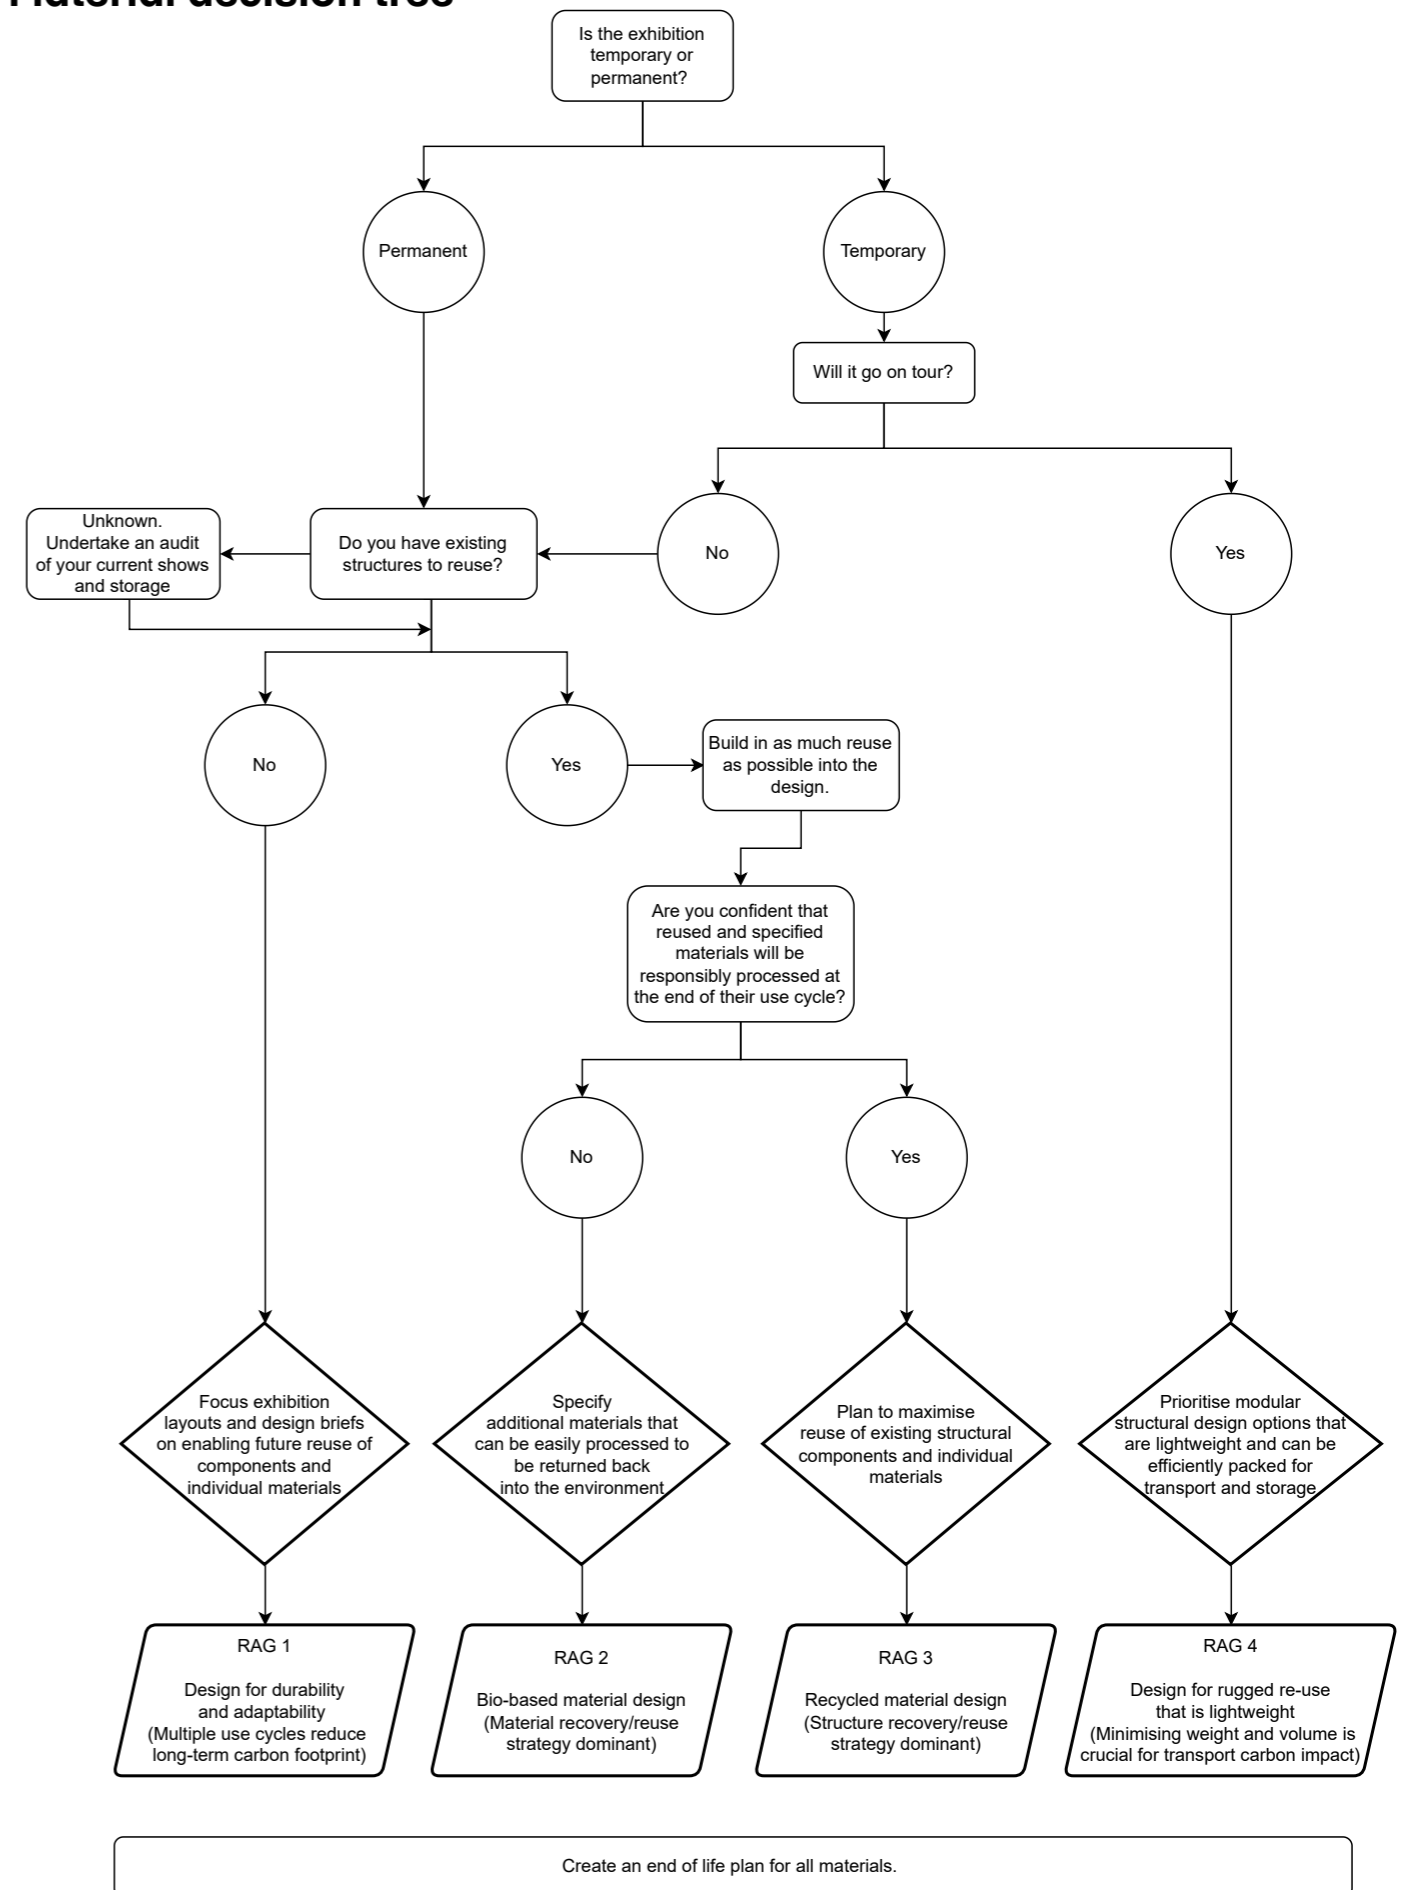 Material decision tree
Is the exhibition
temporary or
permanent?
Permanent
Temporary
Will it go on tour?
Unknown.
Undertake an audit
of your current shows
and storage
Do you have existing
structures to reuse?
No
Yes
No
Yes
Build in as much reuse
as possible into the
design.
Are you confident that
reused and specified
materials will be
responsibly processed at
the end of their use cycle?
No
Yes
Focus exhibition
layouts and design briefs
on enabling future reuse of
components and
individual materials
Specify
additional materials that
can be easily processed to
be returned back
into the environment
Plan to maximise
reuse of existing structural
components and individual
materials
Prioritise modular
structural design options that
are lightweight and can be
efficiently packed for
transport and storage
RAG 1
Design for durability
and adaptability
(Multiple use cycles reduce
long-term carbon footprint)
RAG 2
Bio-based material design
(Material recovery/reuse
strategy dominant)
RAG 3
Recycled material design
(Structure recovery/reuse
strategy dominant)
RAG 4
Design for rugged re-use
that is lightweight
(Minimising weight and volume is
crucial for transport carbon impact)
Create an end of life plan for all materials.